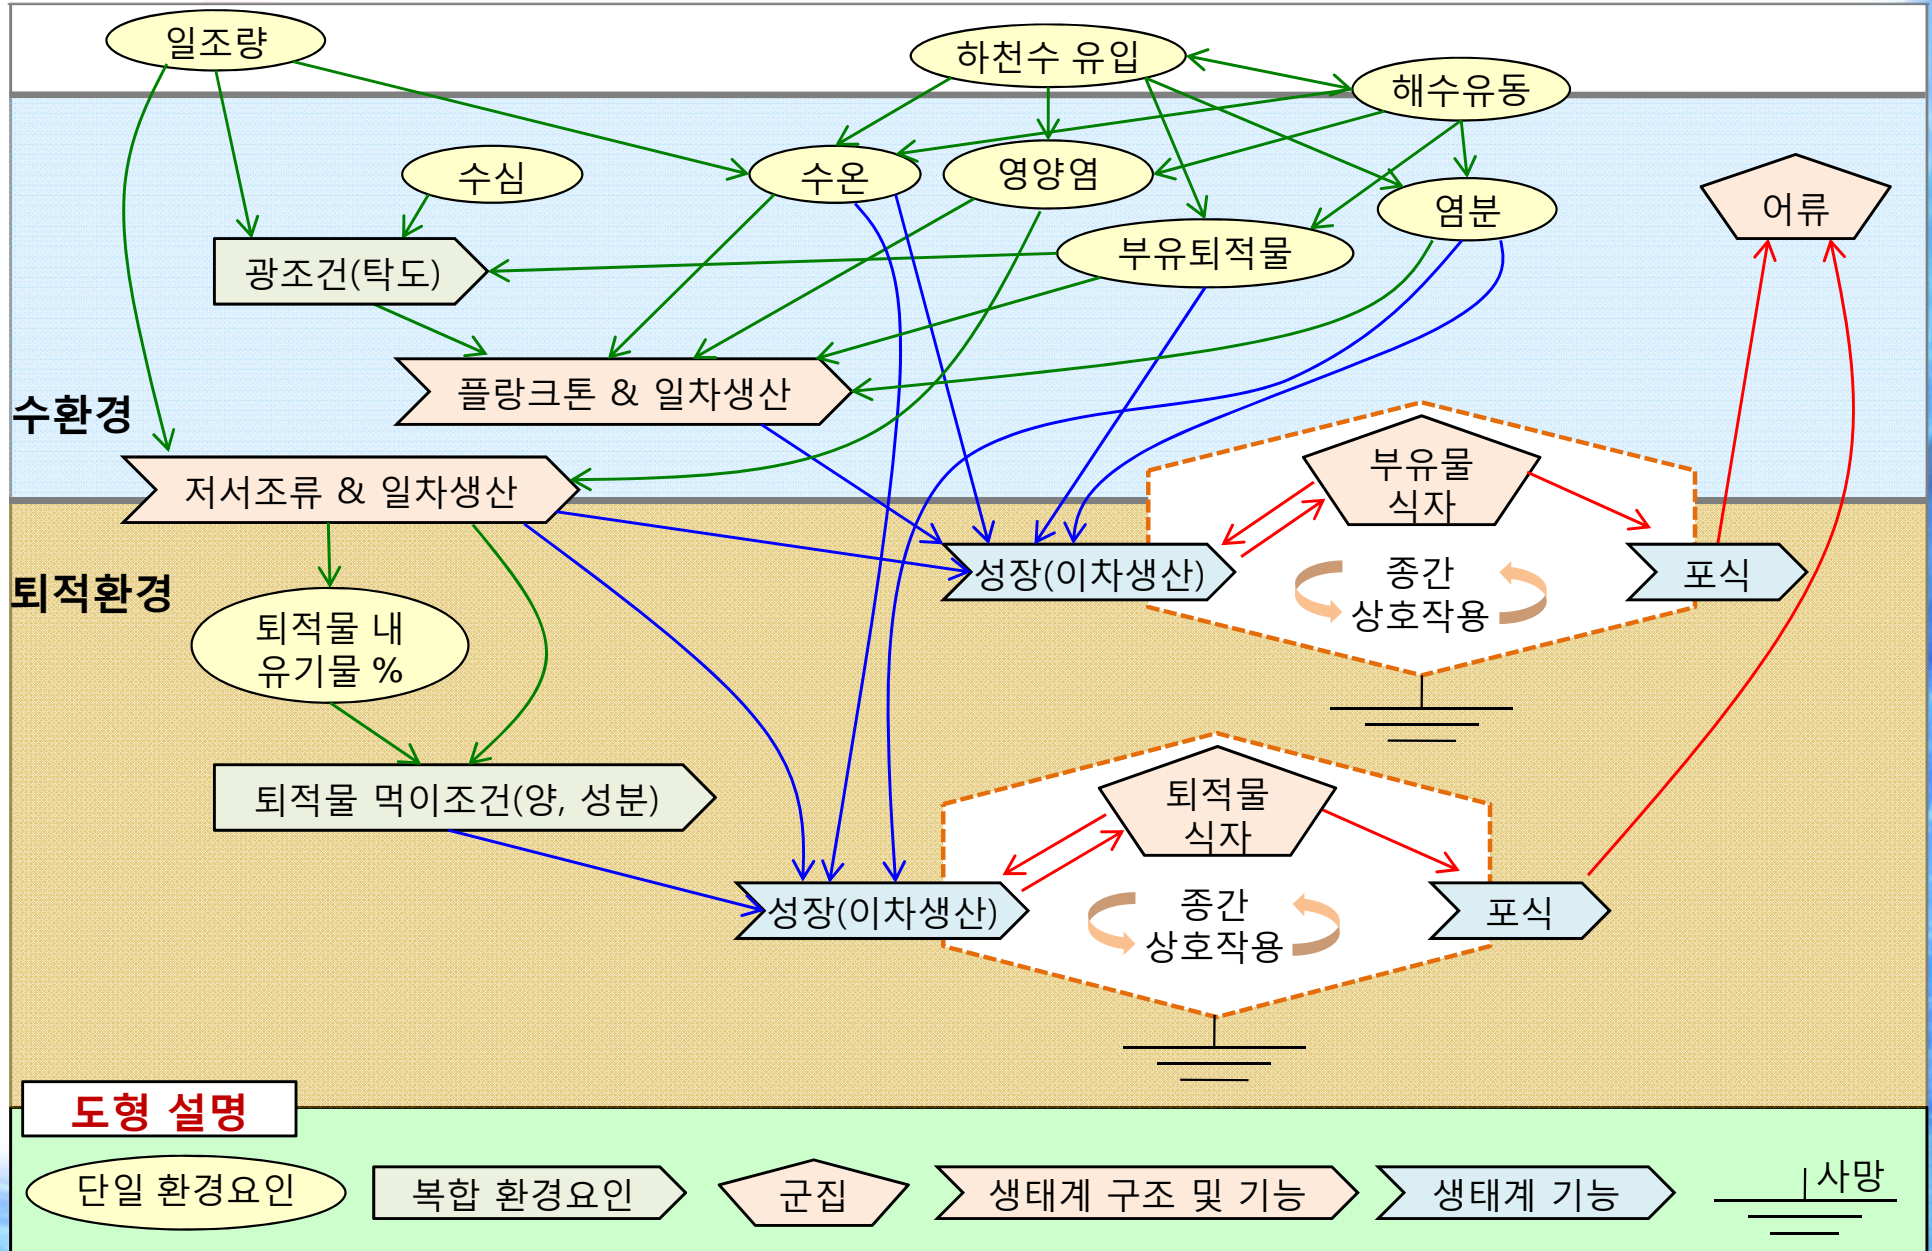 일조량
하천수 유입
해수유동
수심
수온
영양염
염분
어류
부유퇴적물
광조건(탁도)
플랑크톤 & 일차생산
수환경
저서조류 & 일차생산
부유물
식자
성장(이차생산)
종간
상호작용
포식
퇴적환경
퇴적물 내
유기물 %
퇴적물 먹이조건(양, 성분)
퇴적물
식자
성장(이차생산)
종간
상호작용
포식
도형 설명
단일 환경요인
복합 환경요인
군집
생태계 구조 및 기능
생태계 기능
사망